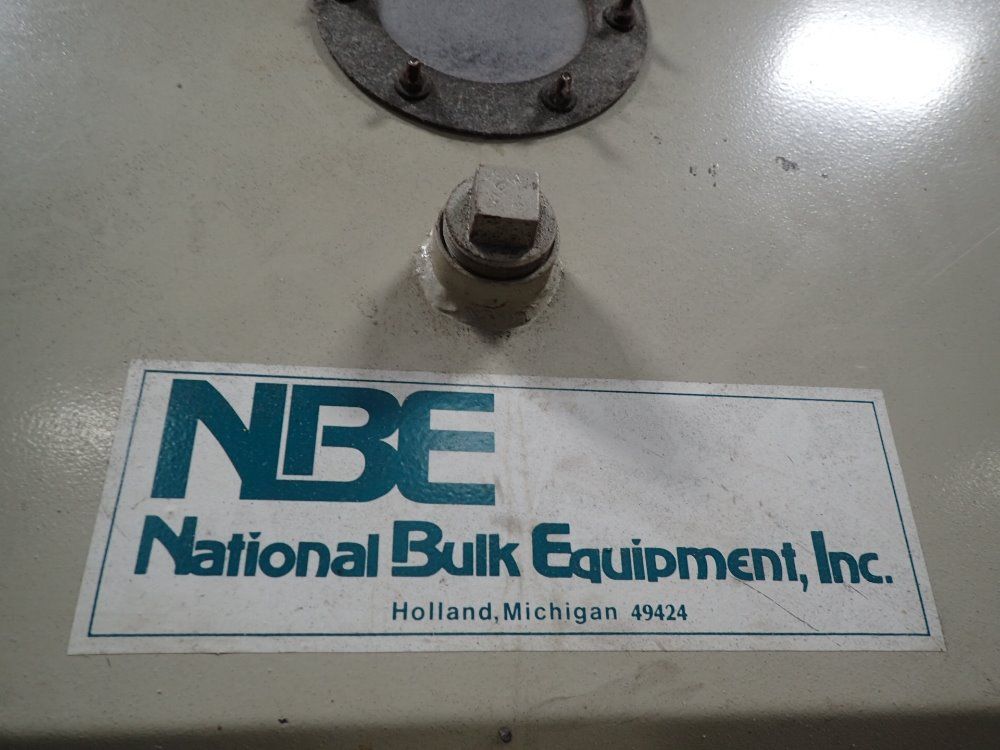 NBE
National Bulk Equipment, Inc.
Holland, Michigan 49424